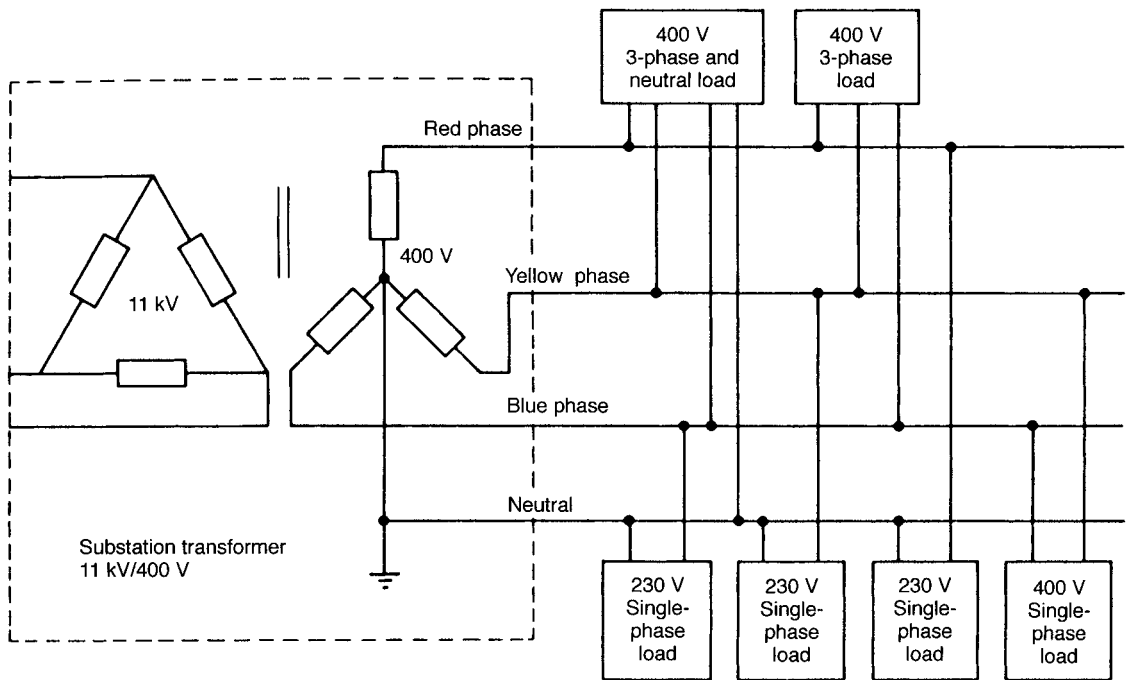 400 V
3-phase and
neutral load
400 V
3-phase
load
Red phase
400 V
Yellow phase
11 kV
Blue phase
Neutral
Substation transformer
11 kV/400 V
230 V
Single-
phase
load
230 V
Single-
phase
load
230 V
Single-
phase
load
400 V
Single-
phase
load